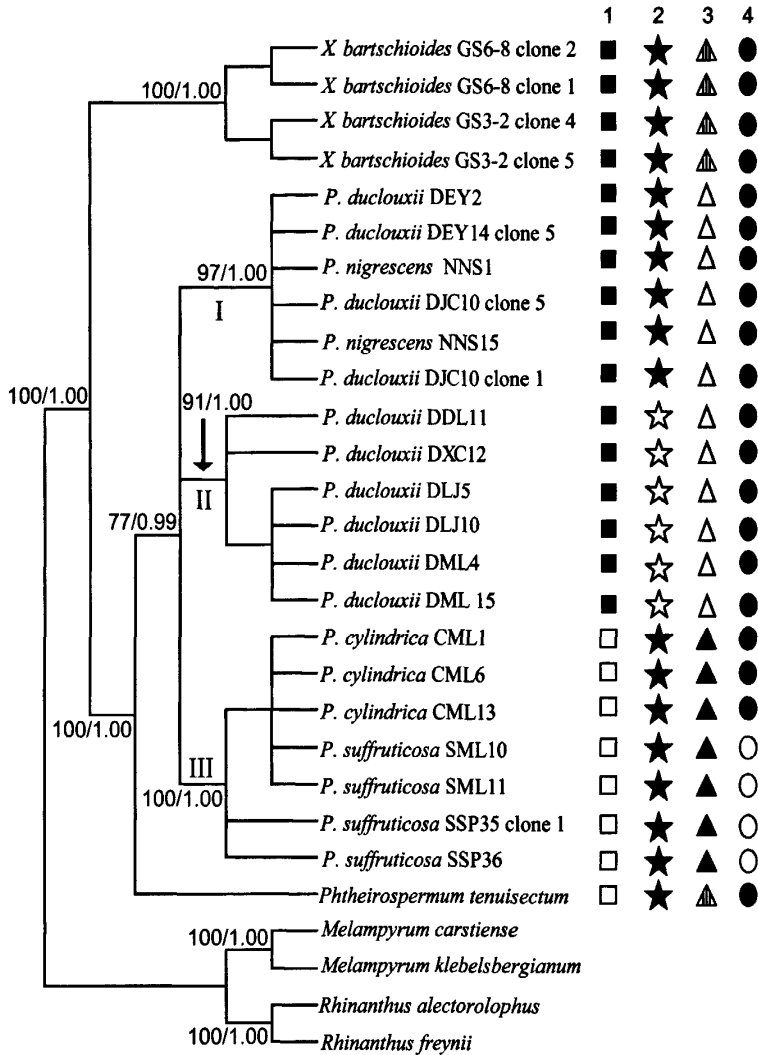 1 2 3 4
X bartschioides GS6-8 clone 2
X bartschioides GS6-8 clone 1
100/1.00
X bartschioides GS3-2 clone 4
X bartschioides GS3-2 clone 5
P. duclouxii DEY2
P. duclouxii DEY14 clone 5
P. nigrescens NNS1
97/1.00
I
P. duclouxii DJC10 clone 5
P. nigrescens NNS15
P. duclouxii DJC10 clone 1
100/1.00
91/1.00
P. duclouxii DDL11
P. duclouxii DXC12
II
P. duclouxii DLJ5
P. duclouxii DLJ10
77/0.99
P. duclouxii DML4
P. duclouxii DML 15
P. cylindrica CML1
P. cylindrica CML6
P. cylindrica CML13
100/1.00
P. suffruticosa SML10
III
P. suffruticosa SML11
100/1.00
P. suffruticosa SSP35 clone 1
P. suffruticosa SSP36
Phtheirospermum tenuisectum
Melampyrum carstiense
100/1.00
Melampyrum klebelsbergianum
Rhinanthus alectorolophus
100/1.00
Rhinanthus freynii